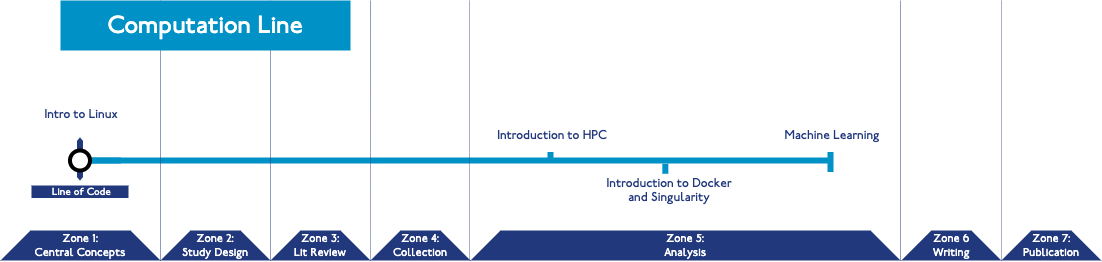 Computation Line
Intro to Linux
Line of Code
Introduction to HPC
Introduction to Docker
and Singularity
Machine Learning
Zone 1:
Central Concepts
Zone 2:
Study Design
Zone 3:
Lit Review
Zone 4:
Collection
Zone 5:
Analysis
Zone 6
Writing
Zone 7:
Publication